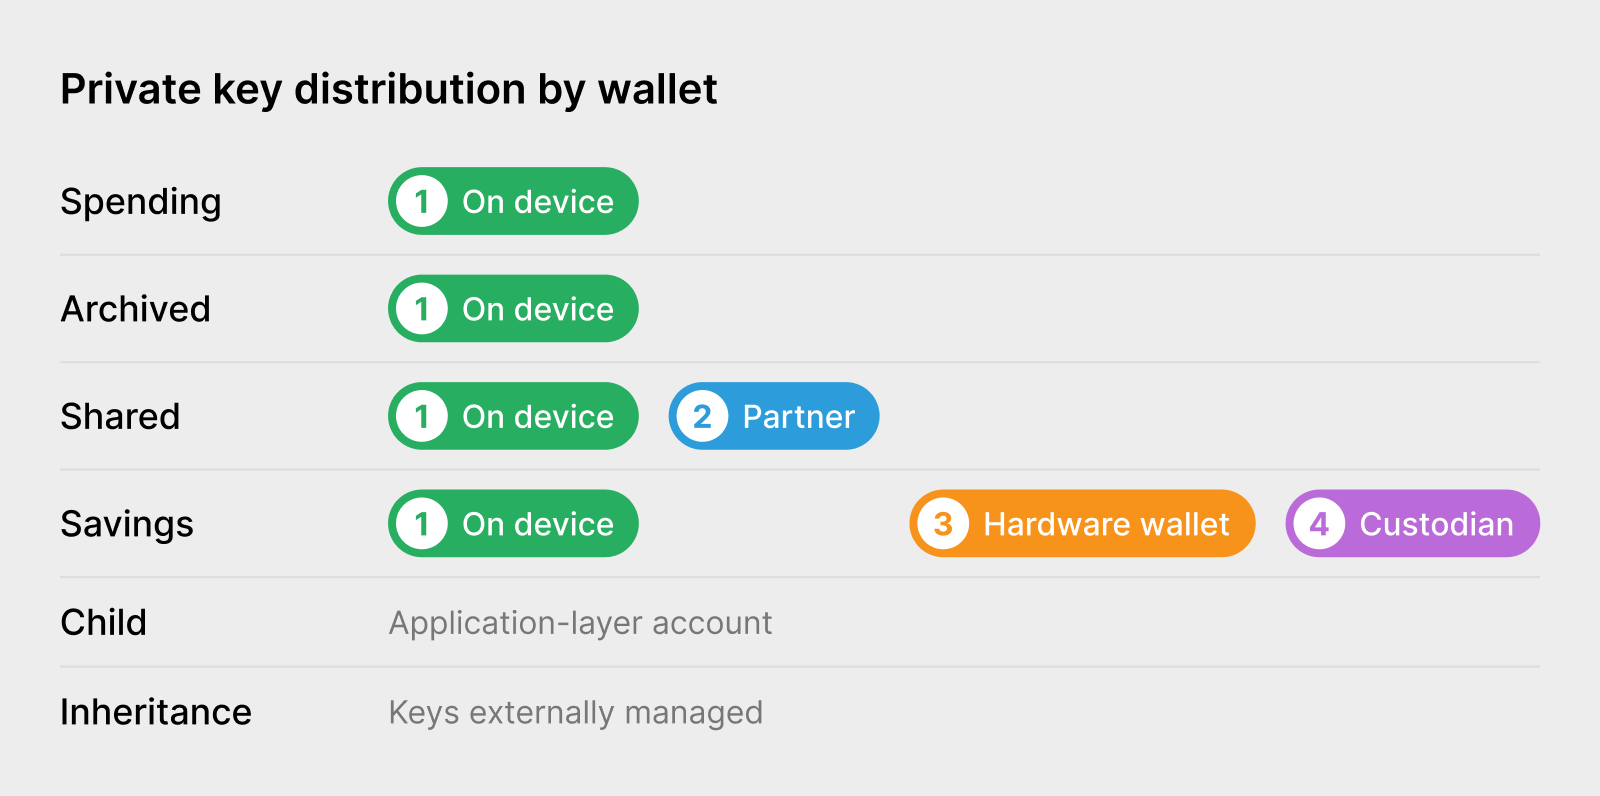 Private key distribution by wallet
Spending 1 On device
Archived 1 On device
Shared 1 On device 2 Partner
Savings 1 On device 3 Hardware wallet 4 Custodian
Child Application-layer account
Inheritance Keys externally managed